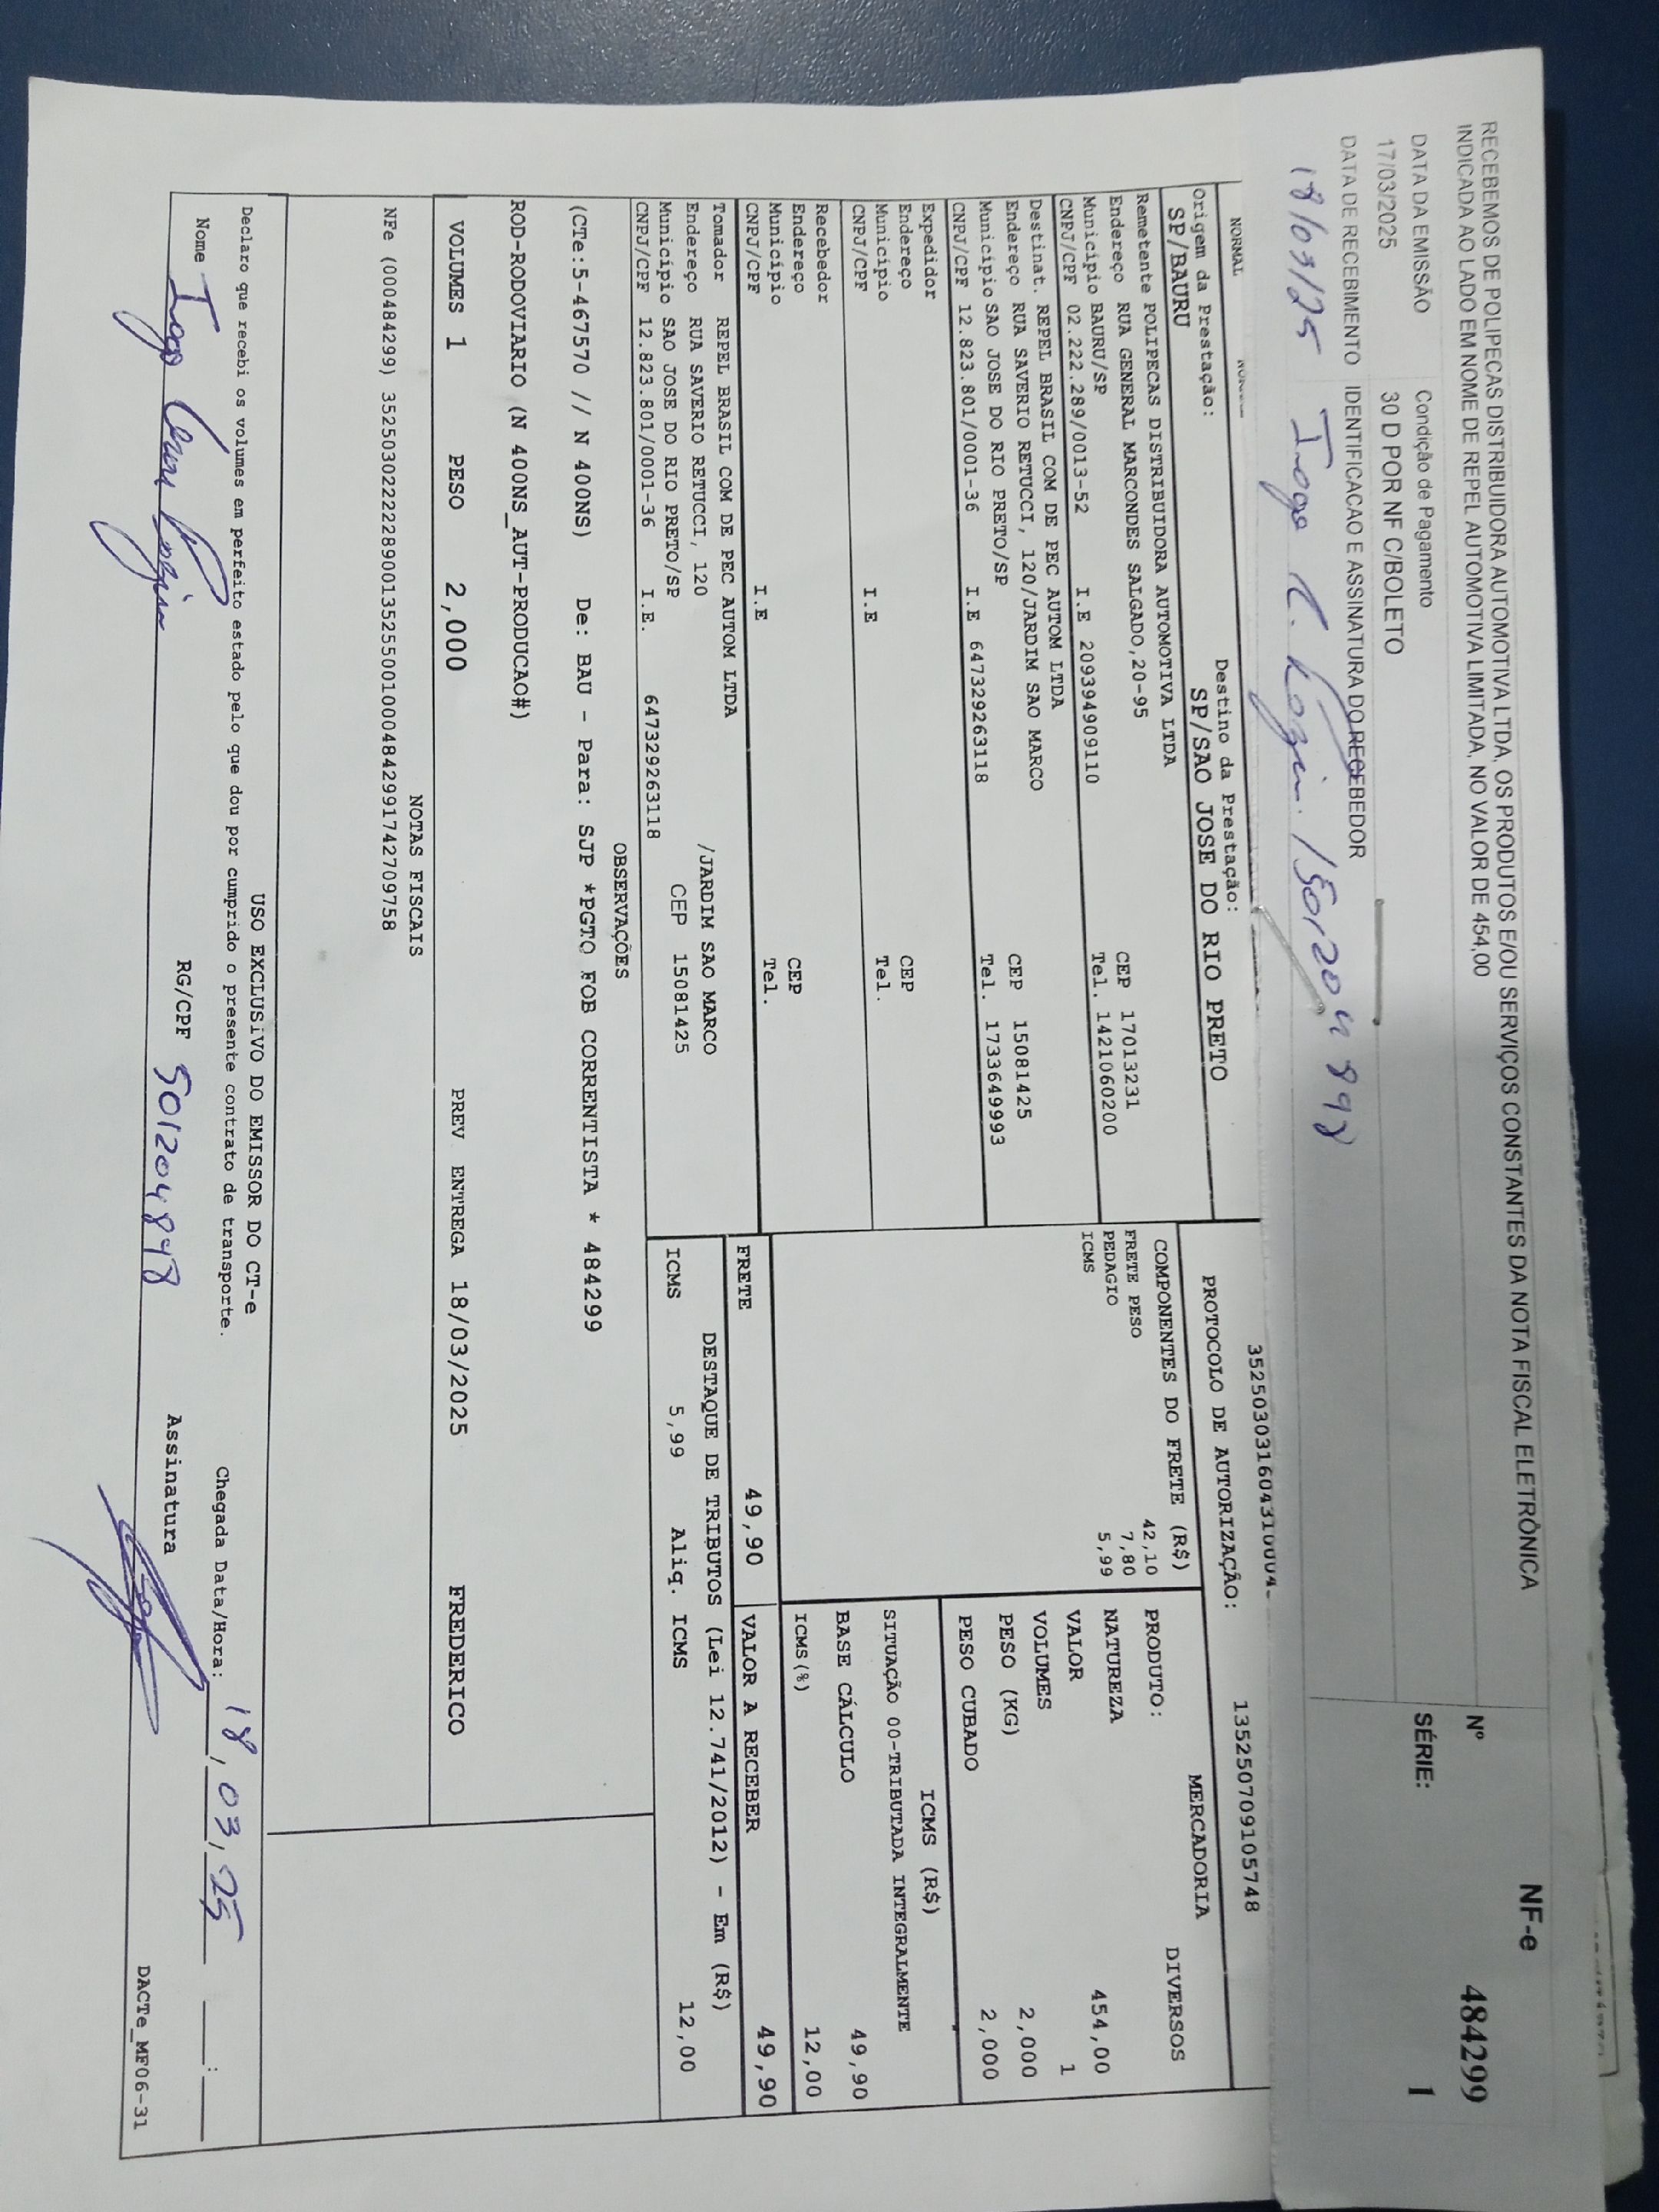 RECEBEMOS DE POLIPECAS DISTRIBUIDORA AUTOMOTIVA LTDA, OS PRODUTOS E/OU SERVIÇOS CONSTANTES DA NOTA FISCAL ELETRÔNICA
INDICADA AO LADO EM NOME DE REPEL AUTOMOTIVA LIMITADA, NO VALOR DE 454,00
NF-e
Nº 484299
SÉRIE: 1
DATA DA EMISSÃO Condição de Pagamento
17/03/2025 30 D POR NF C/BOLETO
DATA DE RECEBIMENTO IDENTIFICACAO E ASSINATURA DO RECEBEDOR
18/03/25 501204898
NORMAL
Origem da Prestação: Destino da Prestação:
SP/BAURU SP/SAO JOSE DO RIO PRETO
PROTOCOLO DE AUTORIZAÇÃO: 135250709105748
Remetente POLIPECAS DISTRIBUIDORA AUTOMOTIVA LTDA
Endereço RUA GENERAL MARCONDES SALGADO,20-95 CEP 17013231
Município BAURU/SP Tel. 1421060200
CNPJ/CPF 02.222.289/0013-52 I.E 209394909110
Destinat. REPEL BRASIL COM DE PEC AUTOM LTDA
Endereço RUA SAVERIO RETUCCI, 120/JARDIM SAO MARCO CEP 15081425
Município SAO JOSE DO RIO PRETO/SP Tel. 1733649993
CNPJ/CPF 12.823.801/0001-36 I.E 647329263118
Expedidor
Endereço CEP
Município Tel.
CNPJ/CPF I.E
Recebedor
Endereço CEP
Município Tel.
CNPJ/CPF I.E
COMPONENTES DO FRETE (R$)
FRETE PESO 42,10
PEDAGIO 7,80
ICMS 5,99
MERCADORIA
PRODUTO: DIVERSOS
NATUREZA
VALOR 454,00
VOLUMES 1
PESO (KG) 2,000
PESO CUBADO 2,000
ICMS (R$)
SITUAÇÃO 00-TRIBUTADA INTEGRALMENTE
BASE CÁLCULO 49,90
ICMS(%) 12,00
FRETE 49,90 VALOR A RECEBER 49,90
Tomador REPEL BRASIL COM DE PEC AUTOM LTDA
Endereço RUA SAVERIO RETUCCI, 120 /JARDIM SAO MARCO
Município SAO JOSE DO RIO PRETO/SP CEP 15081425
CNPJ/CPF 12.823.801/0001-36 I.E. 647329263118
DESTAQUE DE TRIBUTOS (Lei 12.741/2012) - Em (R$)
ICMS 5,99 Aliq. ICMS 12,00
OBSERVAÇÕES
(CTe:5-467570 // N 400NS) De: BAU - Para: SJP *PGTO FOB CORRENTISTA * 484299
ROD-RODOVIARIO (N 400NS_AUT-PRODUCAO#)
VOLUMES 1 PESO 2,000 PREV ENTREGA 18/03/2025 FREDERICO
NOTAS FISCAIS
NFe (000484299) 35250302222289001352550010004842991742709758
USO EXCLUSIVO DO EMISSOR DO CT-e
Declaro que recebi os volumes em perfeito estado pelo que dou por cumprido o presente contrato de transporte. Chegada Data/Hora: 18, 03, 25 :
Nome RG/CPF 501204898 Assinatura
DACTe_MF06-31